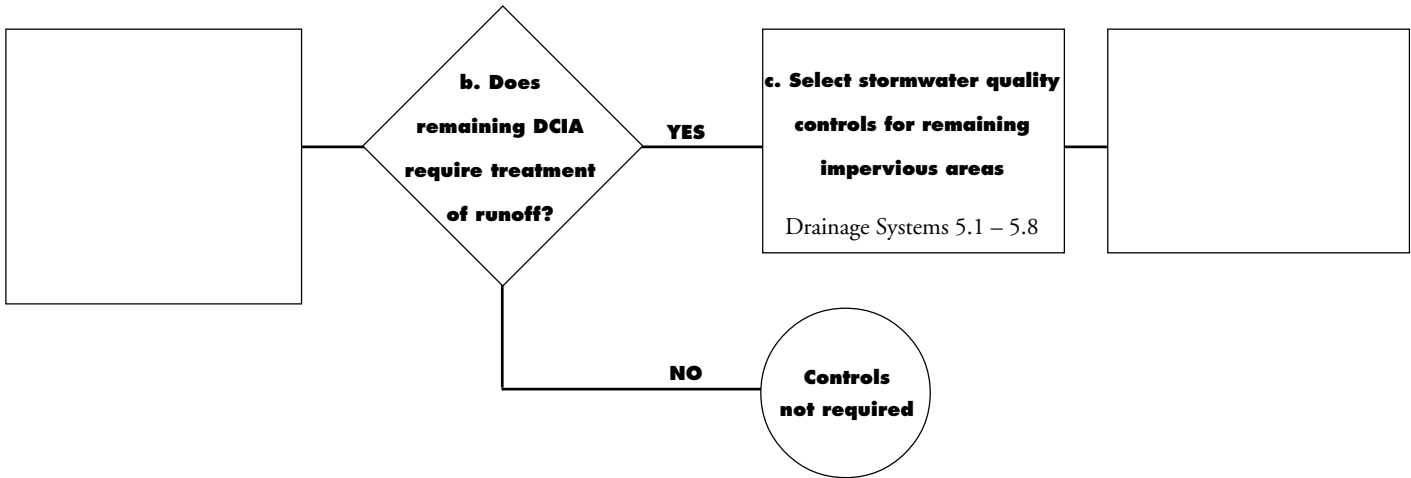 b. Does
remaining DCIA
require treatment
of runoff?
YES
c. Select stormwater quality
controls for remaining
impervious areas
Drainage Systems 5.1 – 5.8
NO
Controls
not required